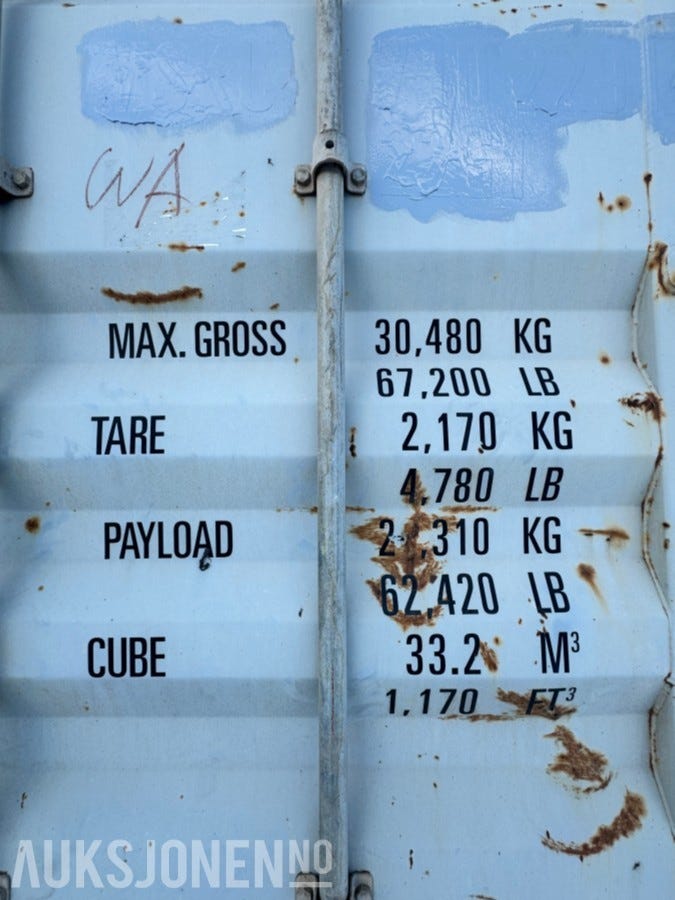 WA
MAX. GROSS 30,480 KG
67,200 LB
TARE 2,170 KG
4,780 LB
PAYLOAD KG
62,420 LB
CUBE 33.2 M³
1,170 FT³
AUKSJONEN.NO